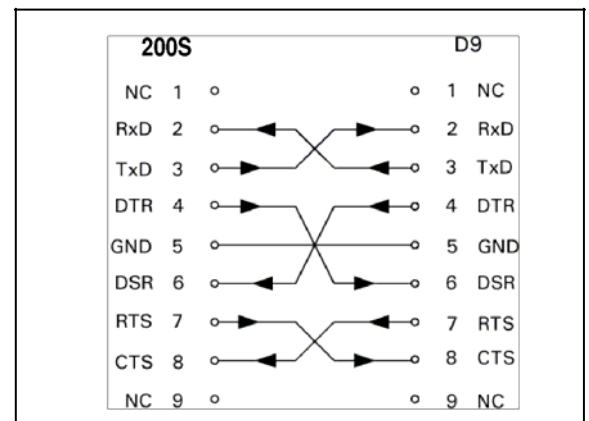 200S D9
NC 1 1 NC
RxD 2 2 RxD
TxD 3 3 TxD
DTR 4 4 DTR
GND 5 5 GND
DSR 6 6 DSR
RTS 7 7 RTS
CTS 8 8 CTS
NC 9 9 NC